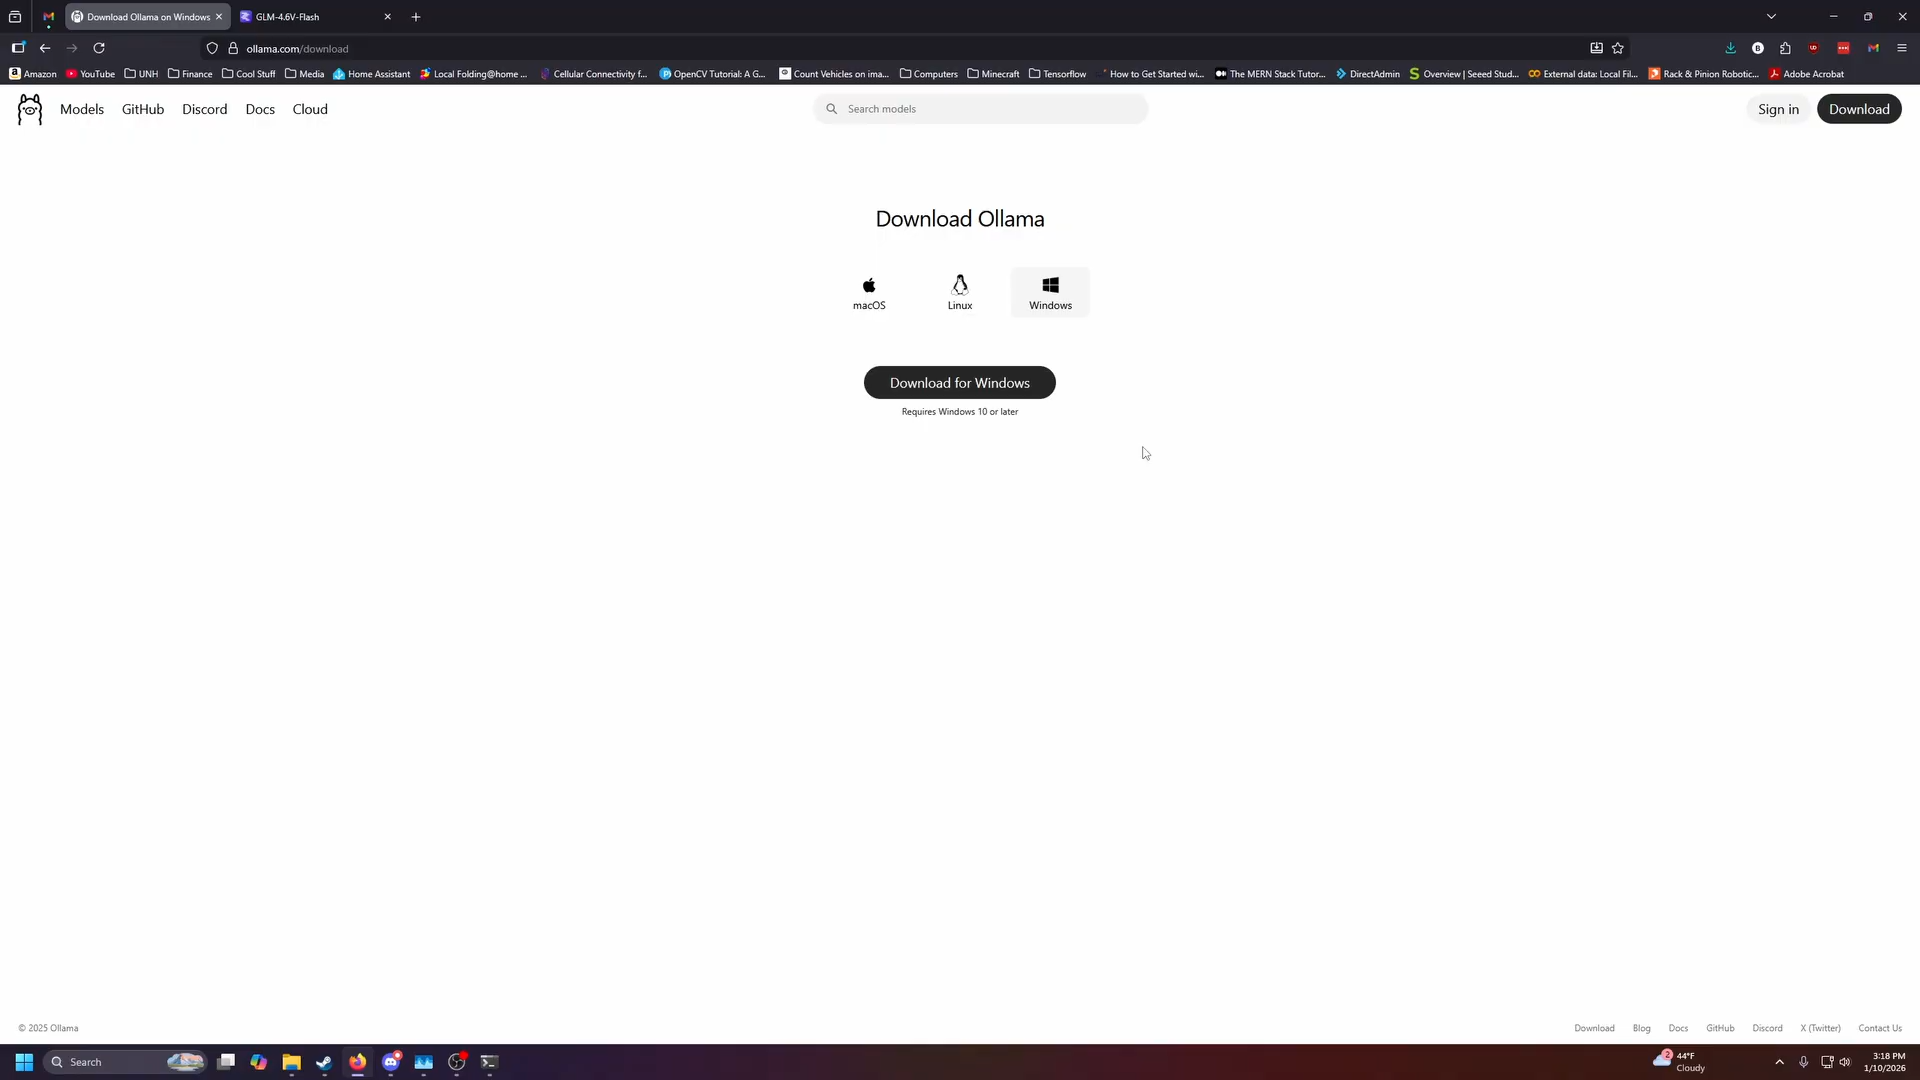 Download Ollama on Windows
GLM-4.6V-Flash
ollama.com/download
Amazon YouTube UNH Finance Cool Stuff Media Home Assistant Local Folding@home ... Cellular Connectivity f... OpenCV Tutorial: A G... Count Vehicles on ima... Computers Minecraft Tensorflow How to Get Started wi... The MERN Stack Tutor... DirectAdmin Overview | Seeed Stud... External data: Local Fil... Rack & Pinion Robotic... Adobe Acrobat
Models GitHub Discord Docs Cloud
Search models
Sign in Download
Download Ollama
macOS Linux Windows
Download for Windows
Requires Windows 10 or later
© 2025 Ollama
Download Blog Docs GitHub Discord X (Twitter) Contact Us
Search
2
44°F
Cloudy
3:18 PM
1/10/2026